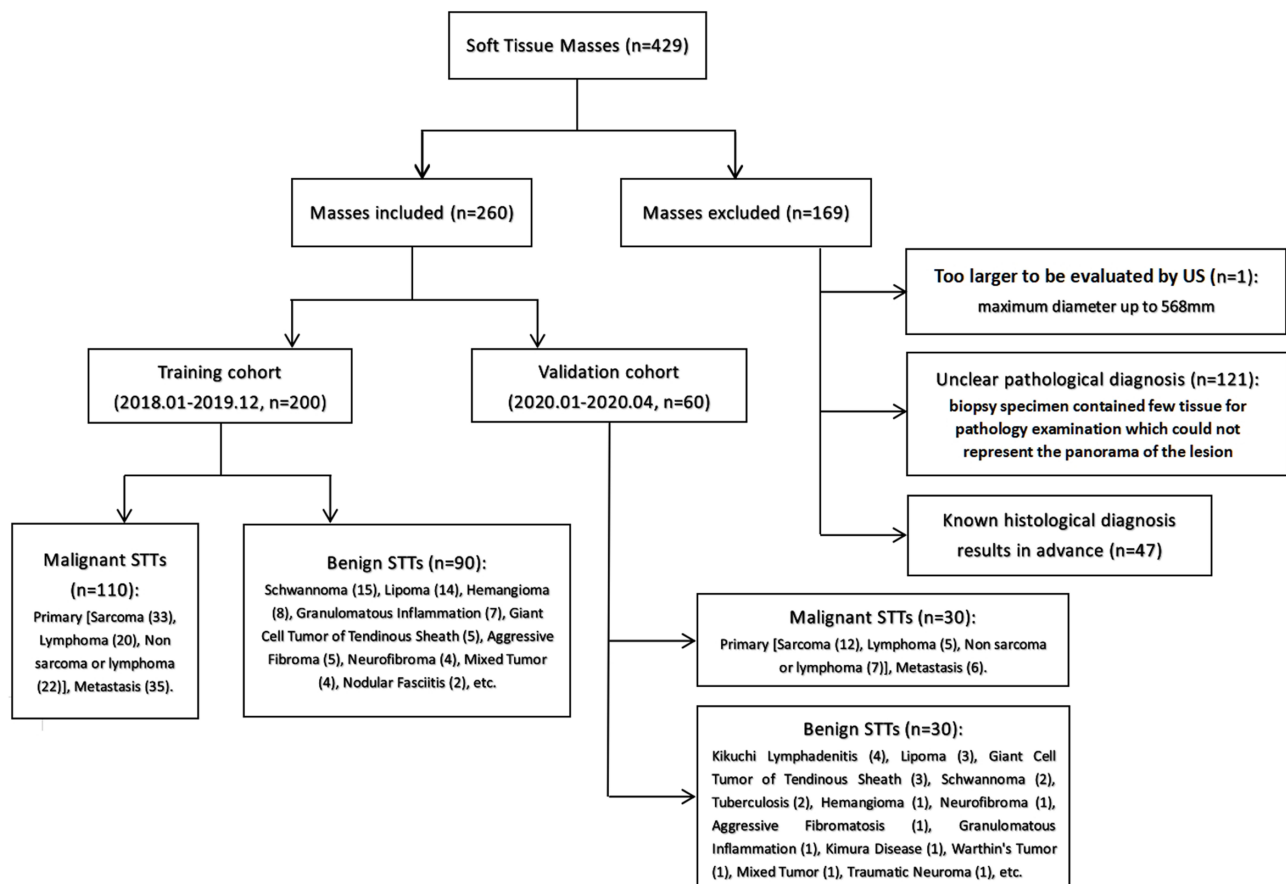 Soft Tissue Masses (n=429)
Masses included (n=260)
Masses excluded (n=169)
Too larger to be evaluated by US (n=1):
maximum diameter up to 568mm
Unclear pathological diagnosis (n=121):
biopsy specimen contained few tissue for
pathology examination which could not
represent the panorama of the lesion
Known histological diagnosis
results in advance (n=47)
Training cohort
(2018.01-2019.12, n=200)
Validation cohort
(2020.01-2020.04, n=60)
Malignant STTs
(n=110):
Primary [Sarcoma (33),
Lymphoma (20), Non
sarcoma or lymphoma
(22)], Metastasis (35).
Benign STTs (n=90):
Schwannoma (15), Lipoma (14), Hemangioma
(8), Granulomatous Inflammation (7), Giant
Cell Tumor of Tendinous Sheath (5), Aggressive
Fibroma (5), Neurofibroma (4), Mixed Tumor
(4), Nodular Fasciitis (2), etc.
Malignant STTs (n=30):
Primary [Sarcoma (12), Lymphoma (5), Non sarcoma
or lymphoma (7)], Metastasis (6).
Benign STTs (n=30):
Kikuchi Lymphadenitis (4), Lipoma (3), Giant Cell
Tumor of Tendinous Sheath (3), Schwannoma (2),
Tuberculosis (2), Hemangioma (1), Neurofibroma (1),
Aggressive Fibromatosis (1), Granulomatous
Inflammation (1), Kimura Disease (1), Warthin's Tumor
(1), Mixed Tumor (1), Traumatic Neuroma (1), etc.